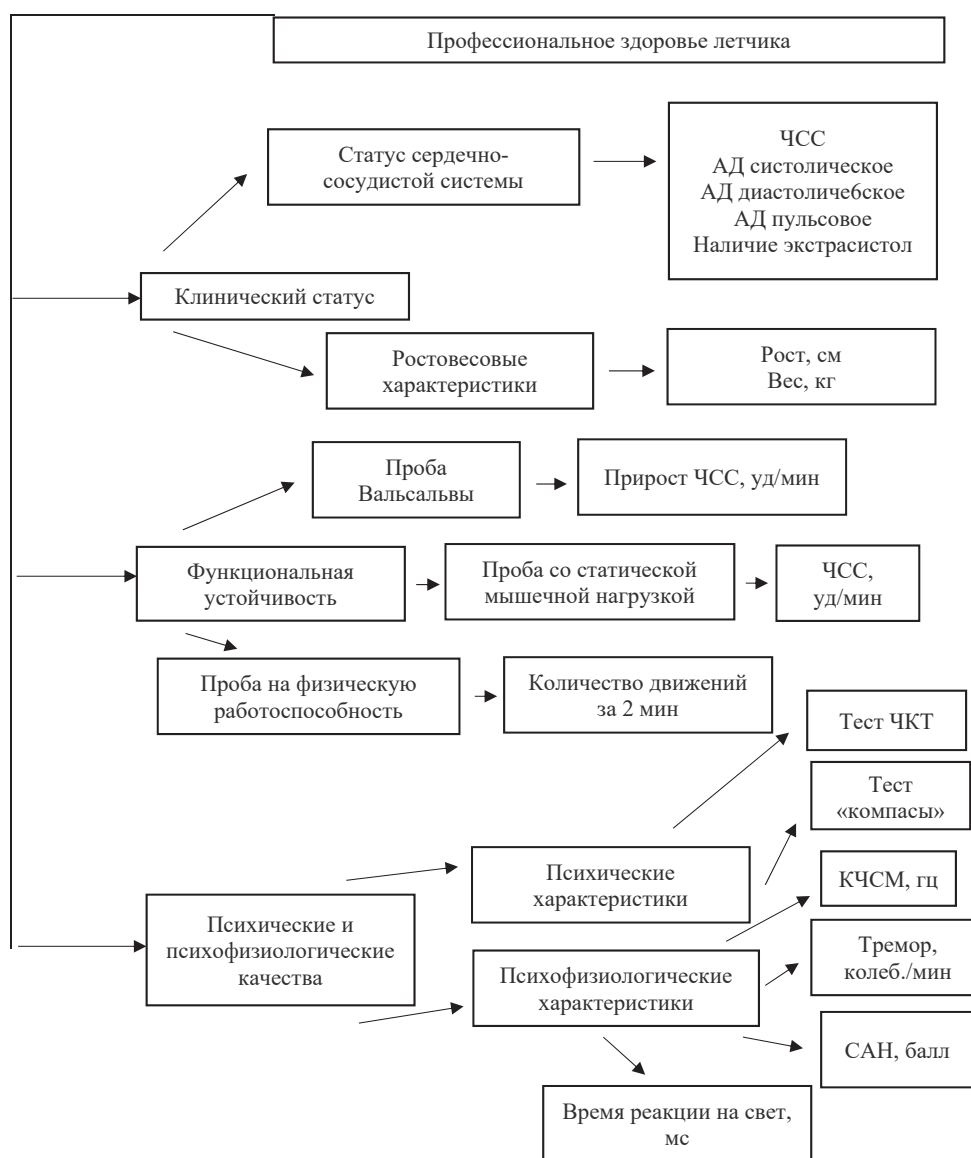 Профессиональное здоровье летчика
Статус сердечно-
сосудистой системы
ЧСС
АД систолическое
АД диастоличебское
АД пульсовое
Наличие экстрасистол
Клинический статус
Ростовесовые
характеристики
Рост, см
Вес, кг
Проба
Вальсальвы
Прирост ЧСС, уд/мин
Функциональная
устойчивость
Проба со статической
мышечной нагрузкой
ЧСС,
уд/мин
Проба на физическую
работоспособность
Количество движений
за 2 мин
Тест ЧКТ
Тест
«компасы»
Психические
характеристики
КЧСМ, гц
Психические и
психофизиологические
качества
Тремор,
колеб./мин
Психофизиологические
характеристики
САН, балл
Время реакции на свет,
мс